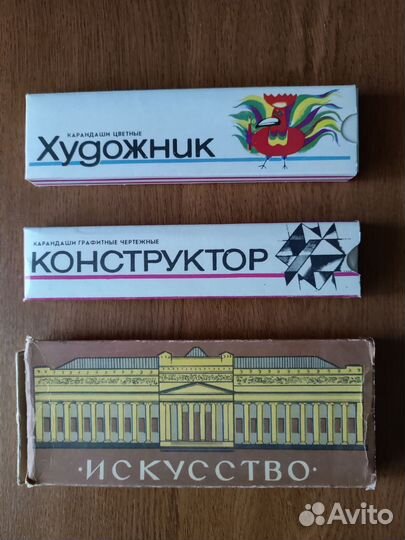 КАРАНДАШИ ЦВЕТНЫЕ
Художник
КАРАНДАШИ ГРАФИТНЫЕ ЧЕРТЕЖНЫЕ
КОНСТРУКТОР
·ИСКУССТВО·
Avito